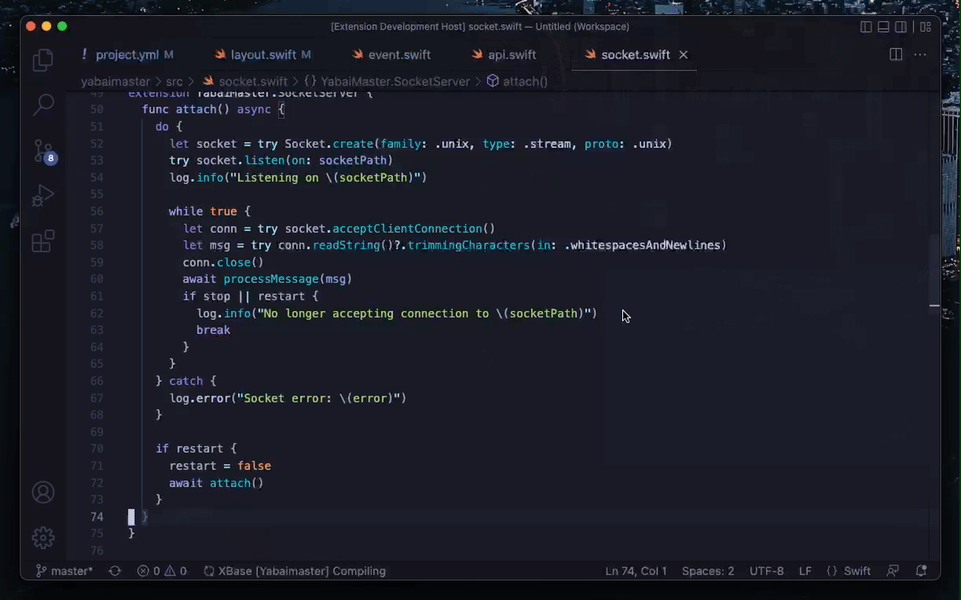 [Extension Development Host] socket.swift — Untitled (Workspace)
project.yml M layout.swift M event.swift api.swift socket.swift
yabaimaster > src > socket.swift > {} YabaiMaster.SocketServer > attach()
49 extension YabaiMaster.SocketServer {
50 func attach() async {
51 do {
52 let socket = try Socket.create(family: .unix, type: .stream, proto: .unix)
53 try socket.listen(on: socketPath)
54 log.info("Listening on \(socketPath)")
55
56 while true {
57 let conn = try socket.acceptClientConnection()
58 let msg = try conn.readString()?.trimmingCharacters(in: .whitespacesAndNewlines)
59 conn.close()
60 await processMessage(msg)
61 if stop || restart {
62 log.info("No longer accepting connection to \(socketPath)")
63 break
64 }
65 }
66 } catch {
67 log.error("Socket error: \(error)")
68 }
69
70 if restart {
71 restart = false
72 await attach()
73 }
74 }
75 }
76
8
master* 0 0 XBase [Yabaimaster] Compiling Ln 74, Col 1 Spaces: 2 UTF-8 LF {} Swift